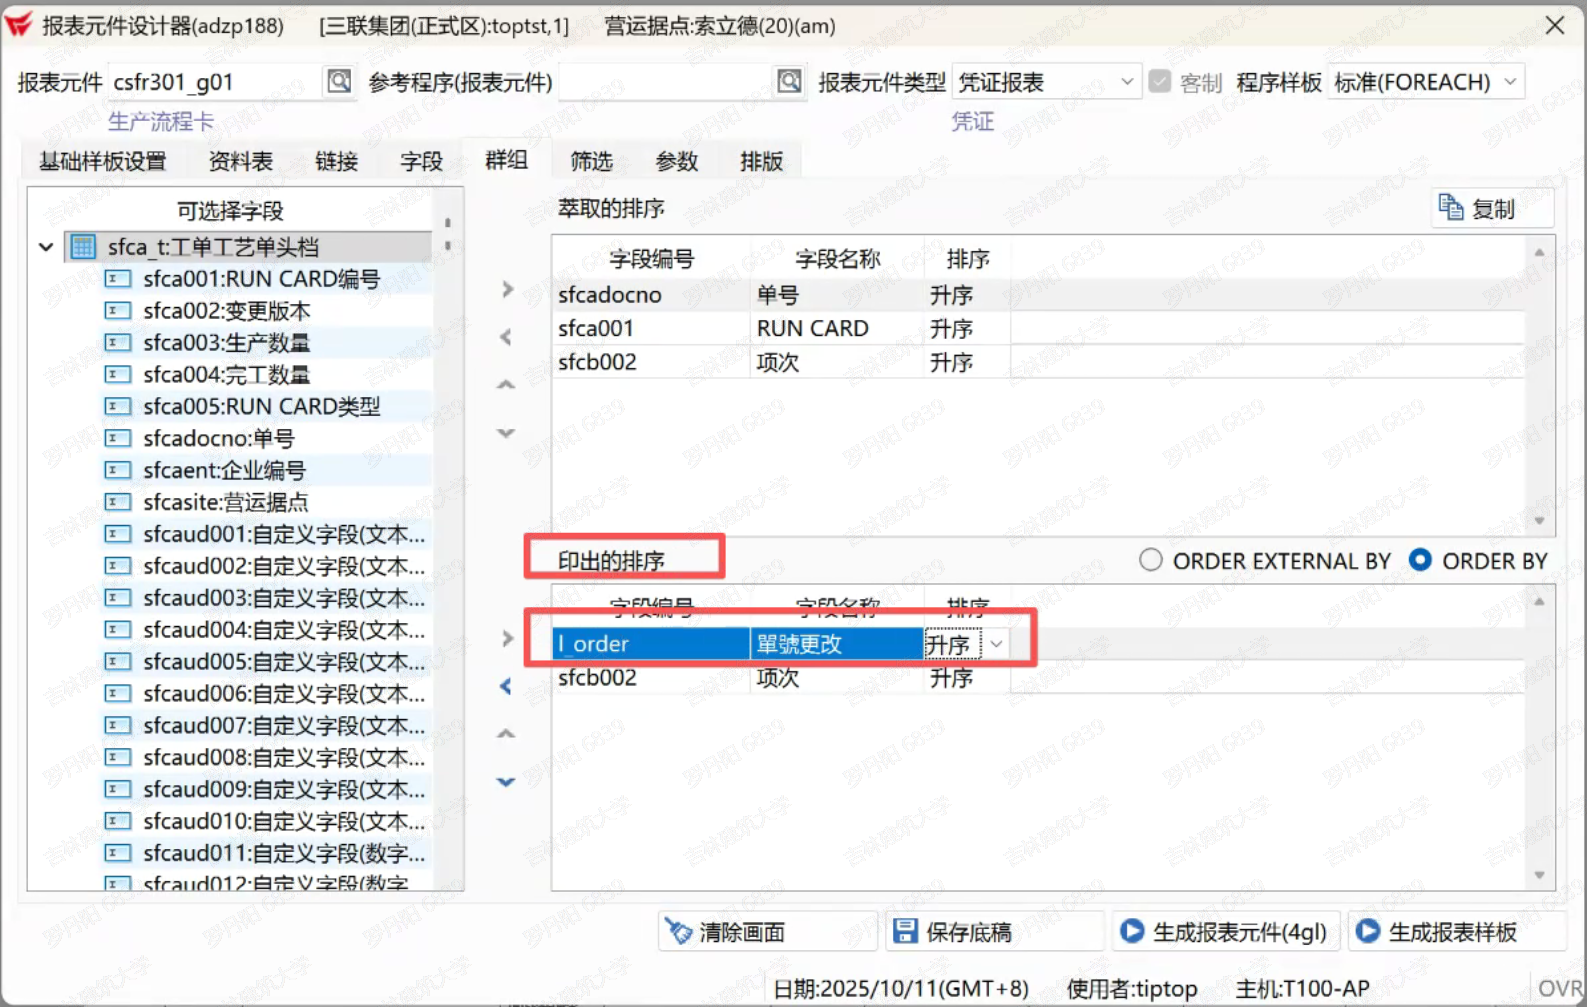 报表元件设计器(adzp188) [三联集团(正式区):toptst,1] 营运据点:索立德(20)(am)
报表元件 csfr301_g01 参考程序(报表元件) 报表元件类型 凭证报表 客制 程序样板 标准(FOREACH)
生产流程卡 凭证
基础样板设置 资料表 链接 字段 群组 筛选 参数 排版
可选择字段
sfca_t:工单工艺单头档
sfca001:RUN CARD编号
sfca002:变更版本
sfca003:生产数量
sfca004:完工数量
sfca005:RUN CARD类型
sfcadocno:单号
sfcaent:企业编号
sfcasite:营运据点
sfcaud001:自定义字段(文本...
sfcaud002:自定义字段(文本...
sfcaud003:自定义字段(文本...
sfcaud004:自定义字段(文本...
sfcaud005:自定义字段(文本...
sfcaud006:自定义字段(文本...
sfcaud007:自定义字段(文本...
sfcaud008:自定义字段(文本...
sfcaud009:自定义字段(文本...
sfcaud010:自定义字段(文本...
sfcaud011:自定义字段(数字...
sfcaud012:自定义字段(数字
萃取的排序 复制
字段编号 字段名称 排序
sfcadocno 单号 升序
sfca001 RUN CARD 升序
sfcb002 项次 升序
印出的排序 ORDER EXTERNAL BY ORDER BY
字段编号 字段名称 排序
l_order 單號更改 升序
sfcb002 项次 升序
清除画面 保存底稿 生成报表元件(4gl) 生成报表样板
日期:2025/10/11(GMT+8) 使用者:tiptop 主机:T100-AP OVR